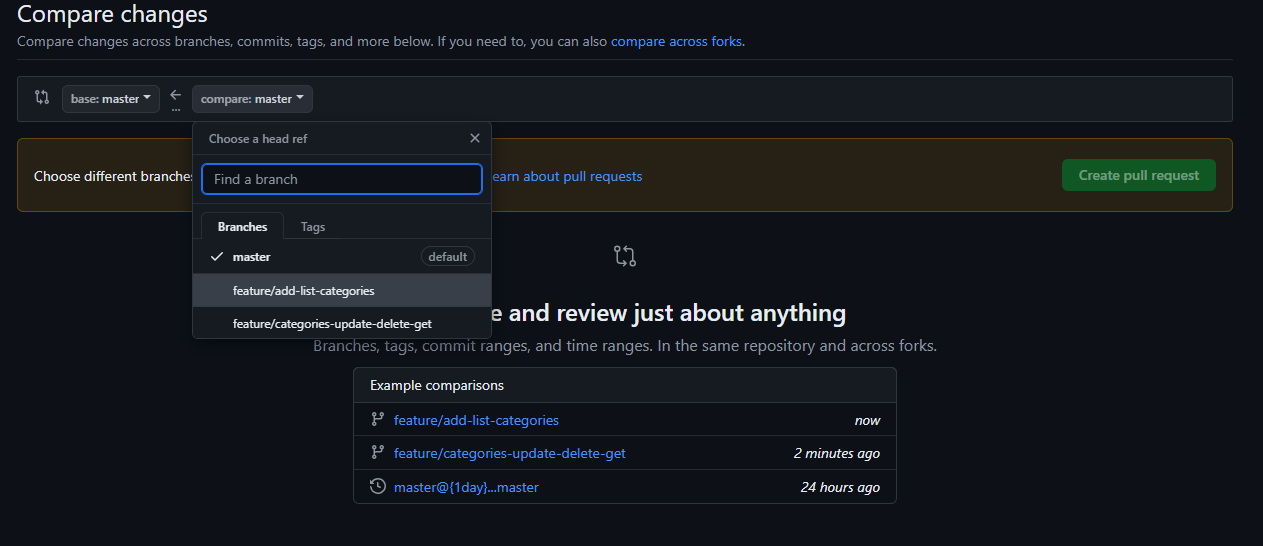 Compare changes
Compare changes across branches, commits, tags, and more below. If you need to, you can also compare across forks.
base: master
...
compare: master
Choose a head ref
Find a branch
Choose different branches
earn about pull requests
Create pull request
Branches Tags
master default
feature/add-list-categories
feature/categories-update-delete-get
e and review just about anything
Branches, tags, commit ranges, and time ranges. In the same repository and across forks.
Example comparisons
feature/add-list-categories now
feature/categories-update-delete-get 2 minutes ago
master@{1day}...master 24 hours ago